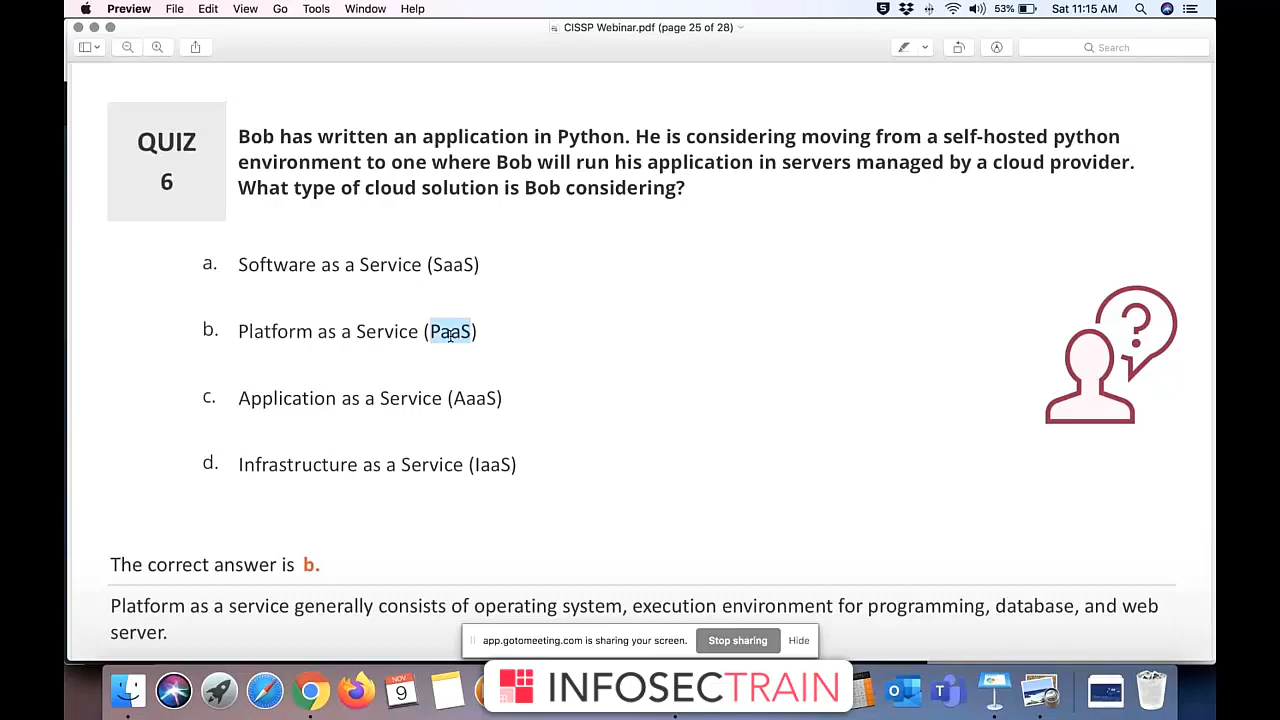 Preview File Edit View Go Tools Window Help 53% Sat 11:15 AM
CISSP Webinar.pdf (page 25 of 28)
Search
QUIZ
6
Bob has written an application in Python. He is considering moving from a self-hosted python
environment to one where Bob will run his application in servers managed by a cloud provider.
What type of cloud solution is Bob considering?
a. Software as a Service (SaaS)
b. Platform as a Service (PaaS)
c. Application as a Service (AaaS)
d. Infrastructure as a Service (IaaS)
The correct answer is b.
Platform as a service generally consists of operating system, execution environment for programming, database, and web
server.
app.gotomeeting.com is sharing your screen. Stop sharing Hide
NOV
9
INFOSECTRAIN